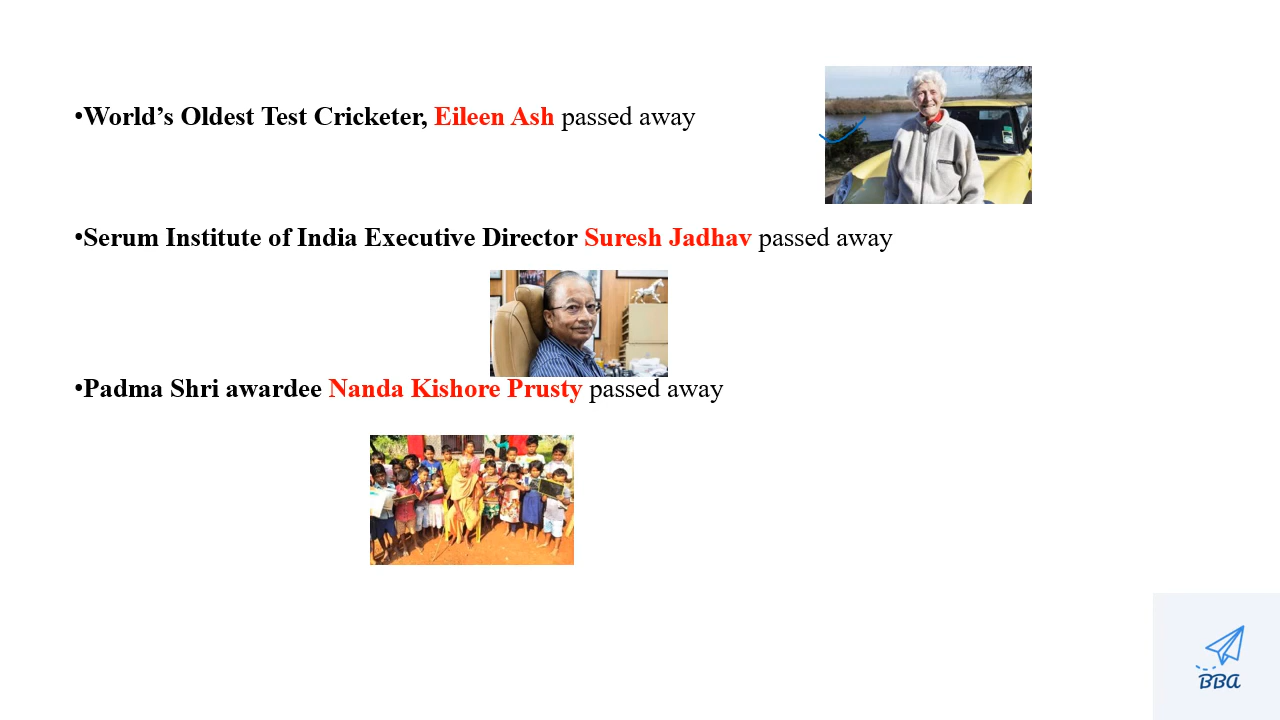 •World’s Oldest Test Cricketer, Eileen Ash passed away
•Serum Institute of India Executive Director Suresh Jadhav passed away
•Padma Shri awardee Nanda Kishore Prusty passed away
BBA